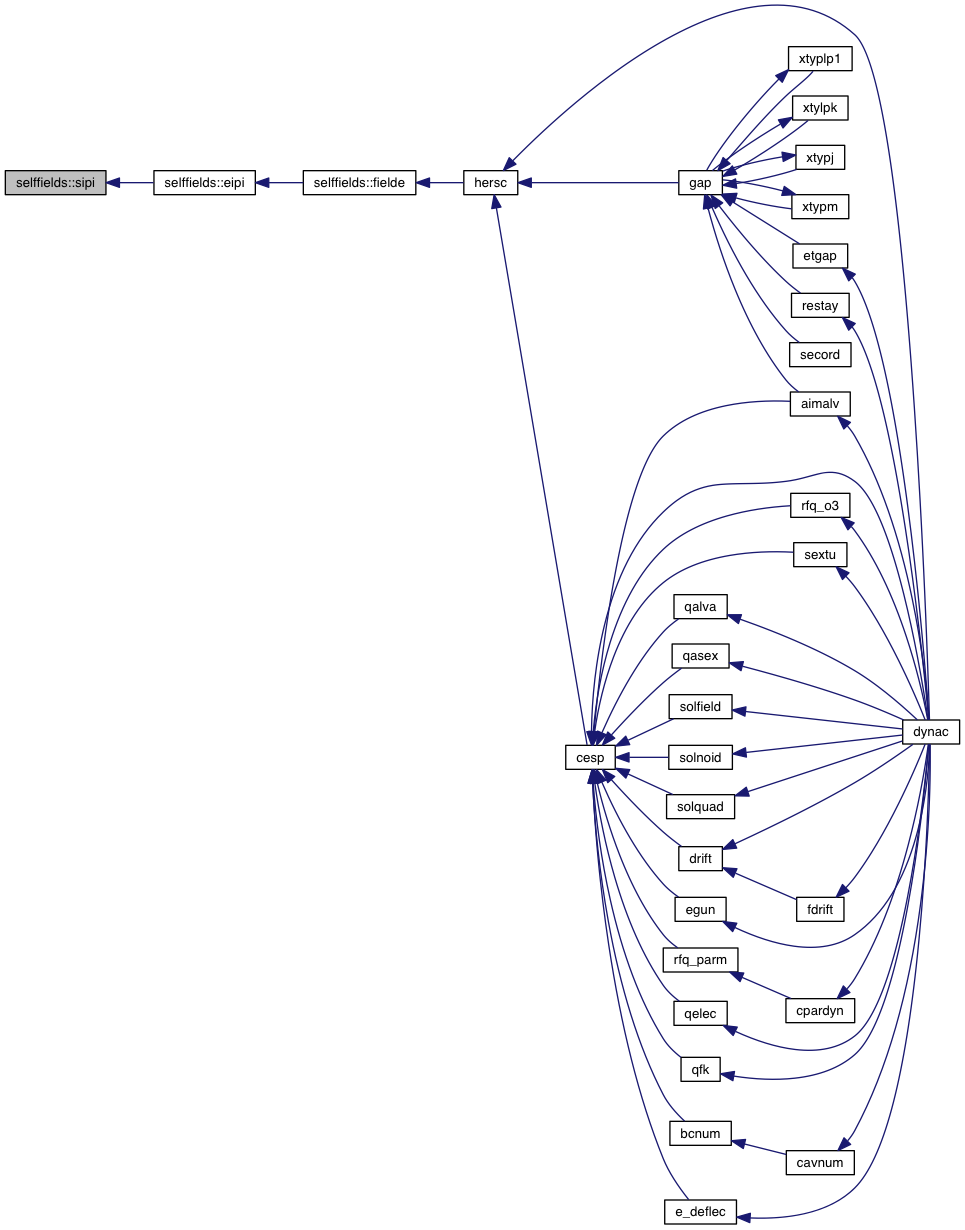 xtyplp1
xtylpk
xtypj
selffields::sipi
selffields::eipi
selffields::fielde
hersc
gap
xtypm
etgap
restay
secord
aimalv
rfq_o3
sextu
qalva
qasex
solfield
dynac
cesp
solnoid
solquad
drift
egun
fdrift
rfq_parm
cpardyn
qelec
qfk
bcnum
cavnum
e_deflec